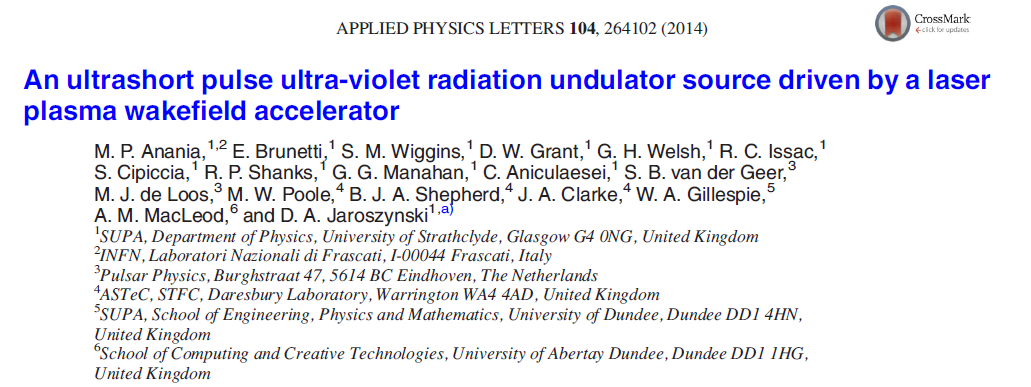 APPLIED PHYSICS LETTERS 104, 264102 (2014)
CrossMark
click for updates
An ultrashort pulse ultra-violet radiation undulator source driven by a laser
plasma wakefield accelerator
M. P. Anania,1,2 E. Brunetti,1 S. M. Wiggins,1 D. W. Grant,1 G. H. Welsh,1 R. C. Issac,1
S. Cipiccia,1 R. P. Shanks,1 G. G. Manahan,1 C. Aniculaesei,1 S. B. van der Geer,3
M. J. de Loos,3 M. W. Poole,4 B. J. A. Shepherd,4 J. A. Clarke,4 W. A. Gillespie,5
A. M. MacLeod,6 and D. A. Jaroszynski1,a)
1SUPA, Department of Physics, University of Strathclyde, Glasgow G4 0NG, United Kingdom
2INFN, Laboratori Nazionali di Frascati, I-00044 Frascati, Italy
3Pulsar Physics, Burghstraat 47, 5614 BC Eindhoven, The Netherlands
4ASTeC, STFC, Daresbury Laboratory, Warrington WA4 4AD, United Kingdom
5SUPA, School of Engineering, Physics and Mathematics, University of Dundee, Dundee DD1 4HN,
United Kingdom
6School of Computing and Creative Technologies, University of Abertay Dundee, Dundee DD1 1HG,
United Kingdom